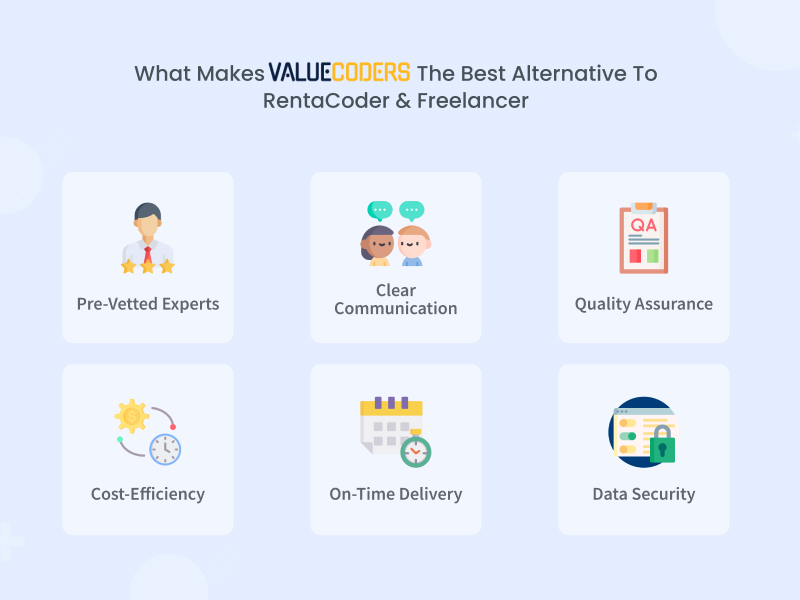 What Makes VALUECODERS The Best Alternative To
RentaCoder & Freelancer
Pre-Vetted Experts
Clear
Communication
QA
Quality Assurance
Cost-Efficiency
On-Time Delivery
Data Security